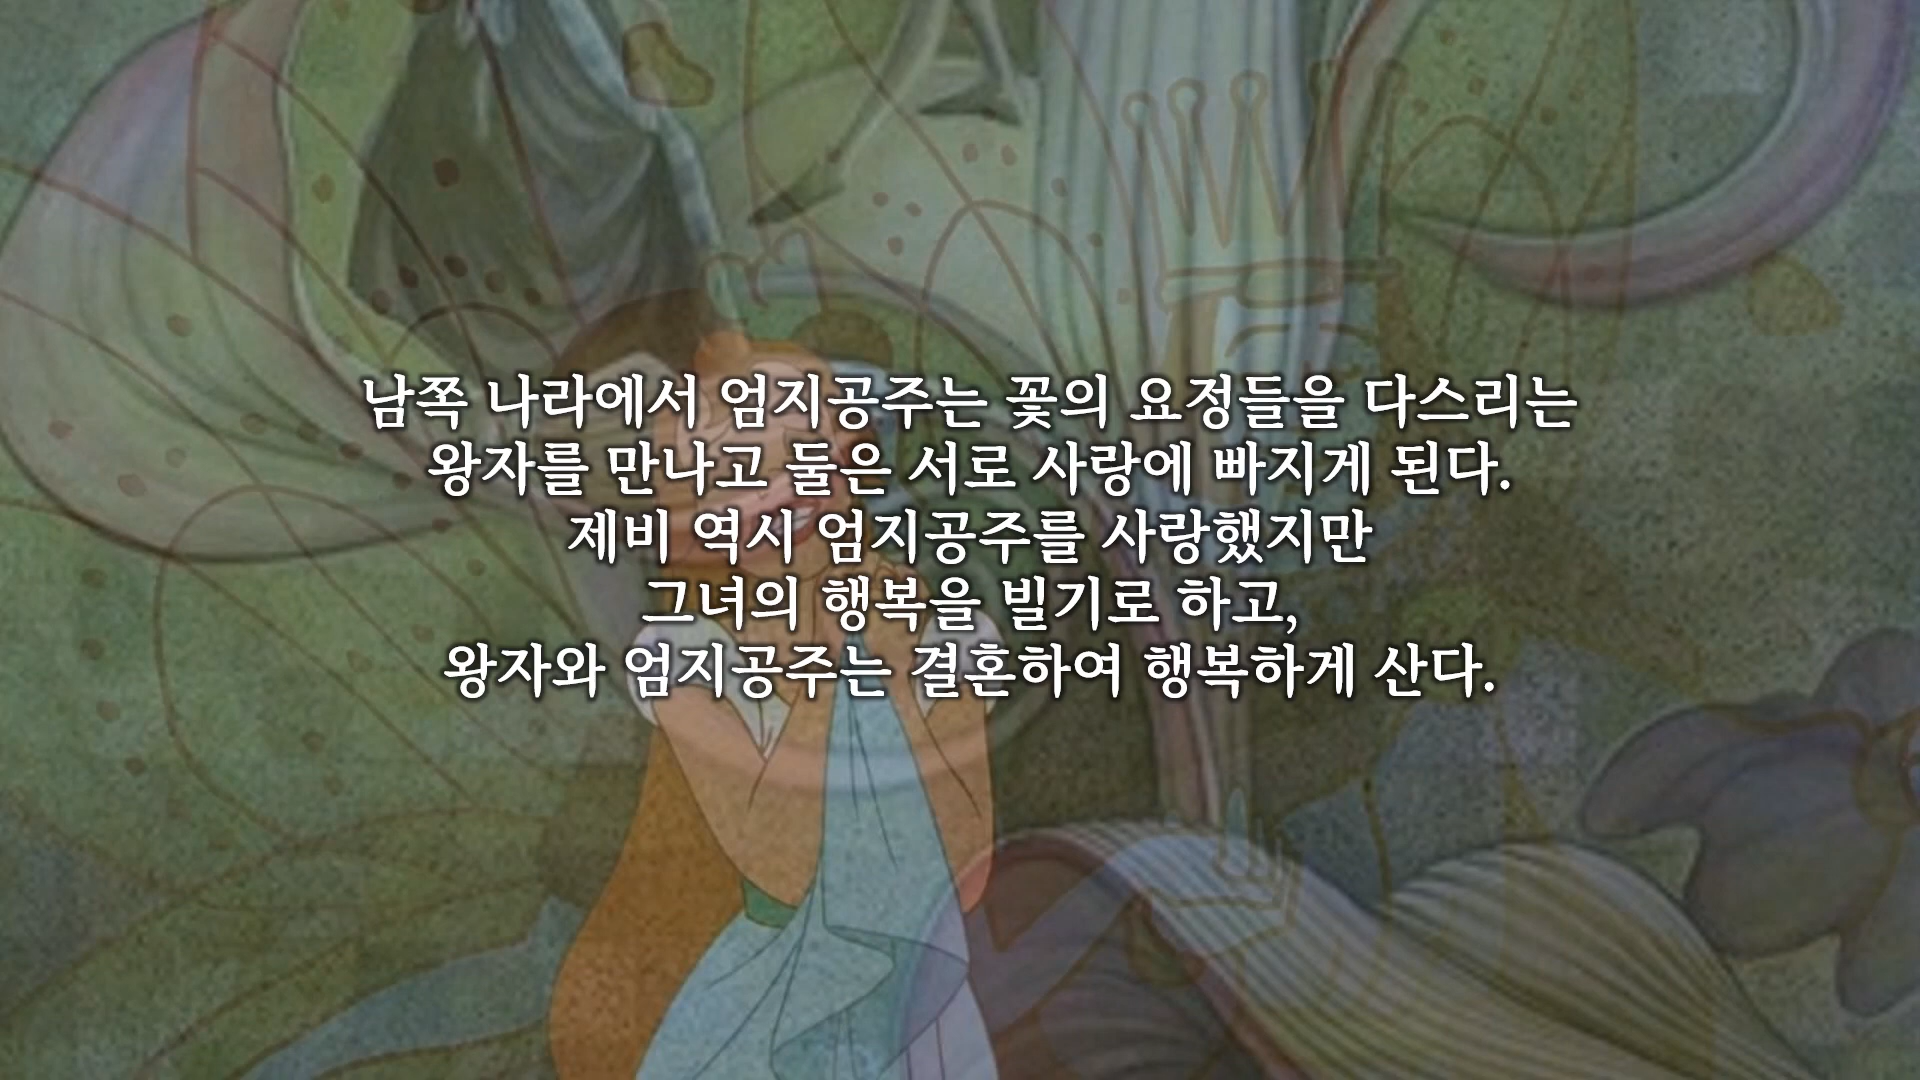 남쪽 나라에서 엄지공주는 꽃의 요정들을 다스리는
왕자를 만나고 둘은 서로 사랑에 빠지게 된다.
제비 역시 엄지공주를 사랑했지만
그녀의 행복을 빌기로 하고,
왕자와 엄지공주는 결혼하여 행복하게 산다.